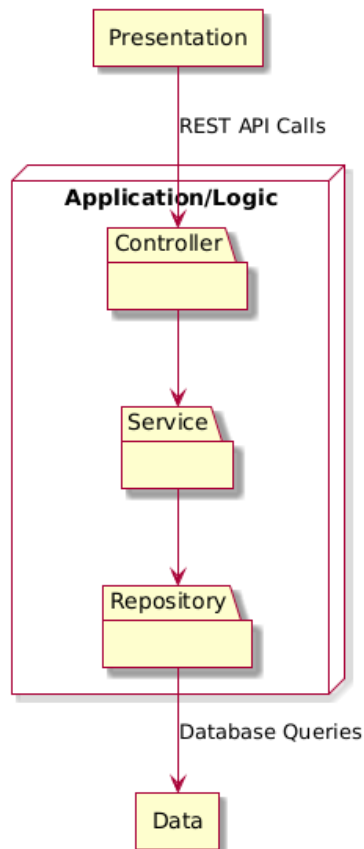 Presentation
REST API Calls
Application/Logic
Controller
Service
Repository
Database Queries
Data